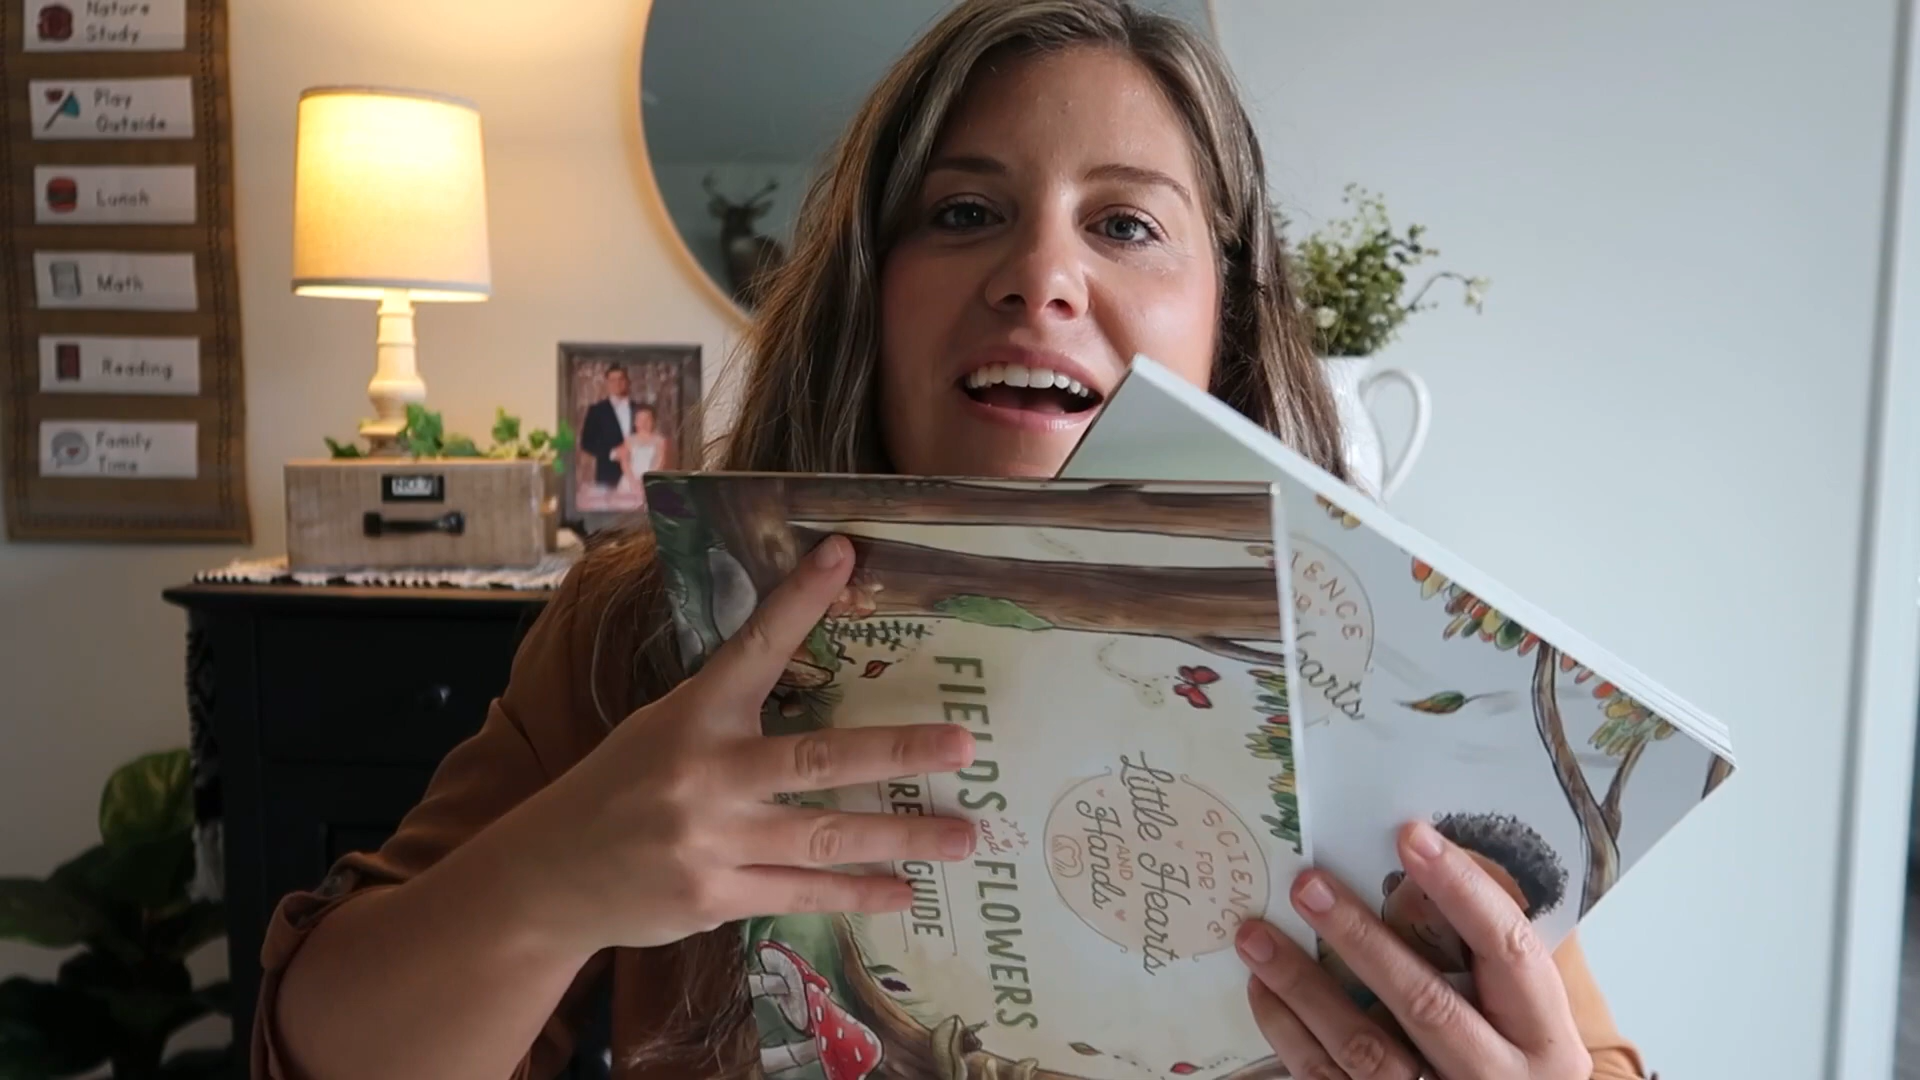 Nature
Study
Play
Outside
Lunch
Math
Reading
Family
Time
SCIENCE
FOR
Little Hearts
AND
Hands
FIELDS and FLOWERS
GUIDE